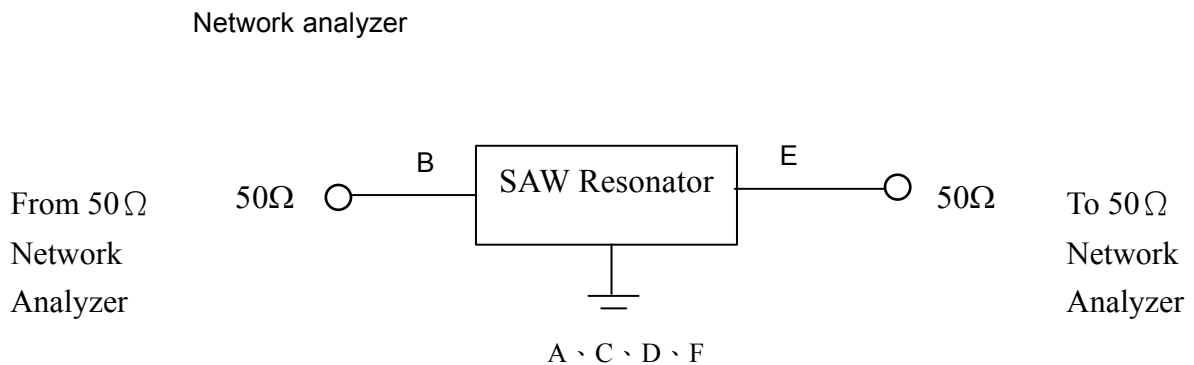 Network analyzer
B
E
SAW Resonator
From 50Ω
Network
Analyzer
50Ω
50Ω
To 50Ω
Network
Analyzer
A、C、D、F